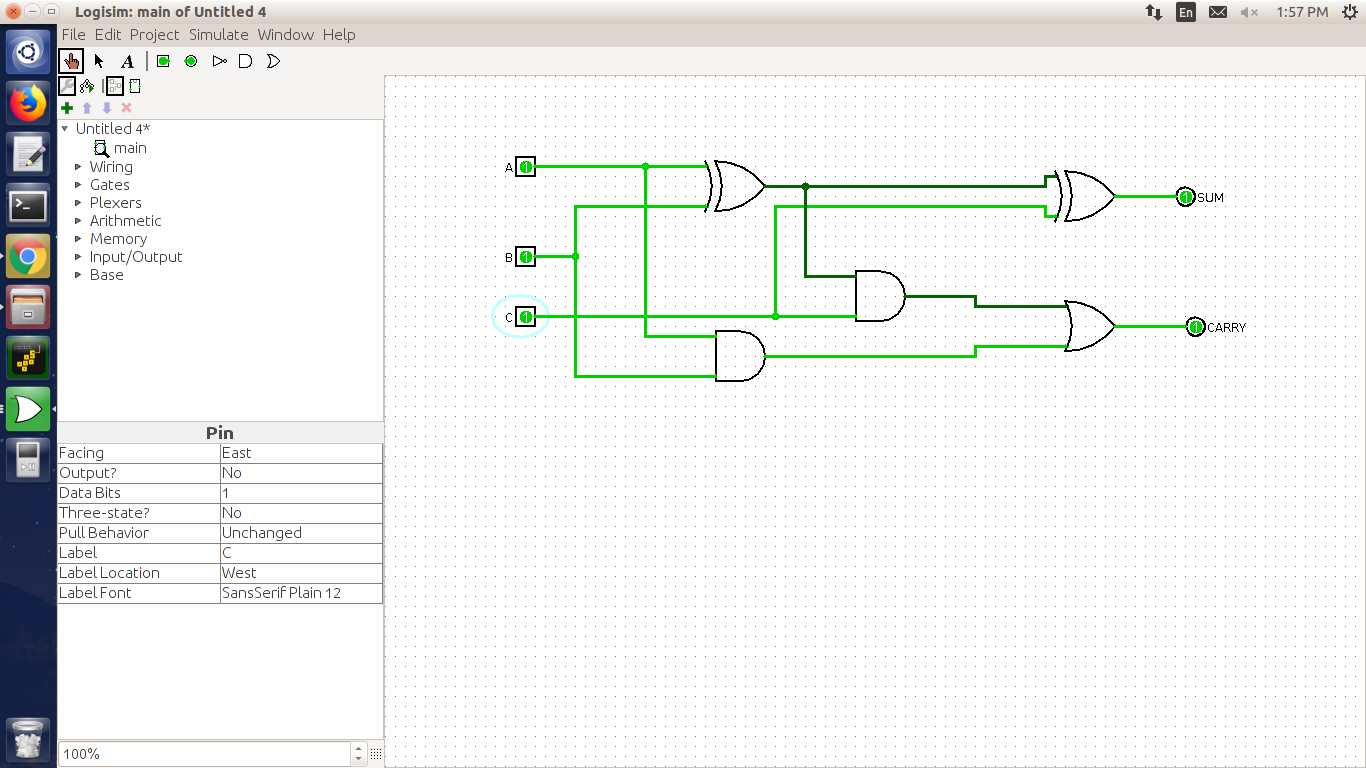 Logisim: main of Untitled 4
En
1:57 PM
File Edit Project Simulate Window Help
A
Untitled 4*
main
Wiring
Gates
Plexers
Arithmetic
Memory
Input/Output
Base
Pin
Facing East
Output? No
Data Bits 1
Three-state? No
Pull Behavior Unchanged
Label C
Label Location West
Label Font SansSerif Plain 12
100%
A 1
1 SUM
B 1
C 1
1 CARRY